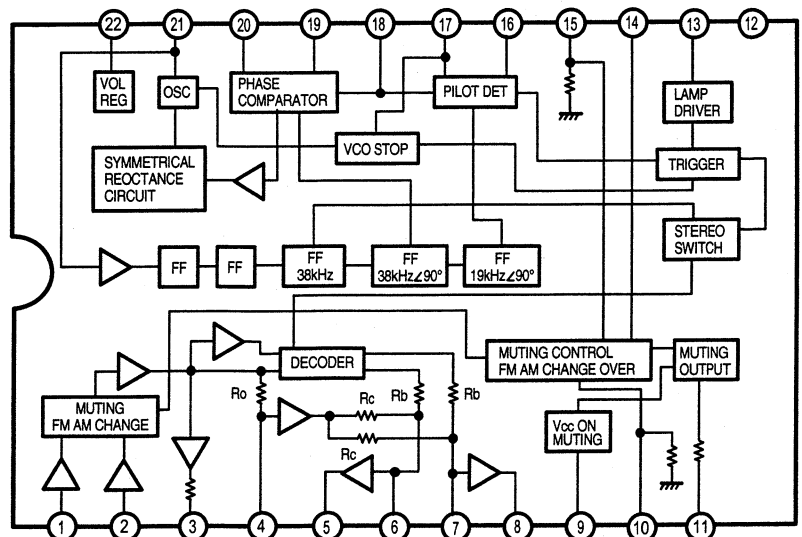 22 21 20 19 18 17 16 15 14 13 12
VOL
REG
OSC
PHASE
COMPARATOR
PILOT DET
LAMP
DRIVER
VCO STOP
TRIGGER
SYMMETRICAL
REOCTANCE
CIRCUIT
STEREO
SWITCH
FF
FF
FF
38kHz
FF
38kHz∠90°
FF
19kHz∠90°
DECODER
MUTING CONTROL
FM AM CHANGE OVER
MUTING
OUTPUT
Ro
Rc
Rb
Rb
MUTING
FM AM CHANGE
Rc
Vcc ON
MUTING
1 2 3 4 5 6 7 8 9 10 11